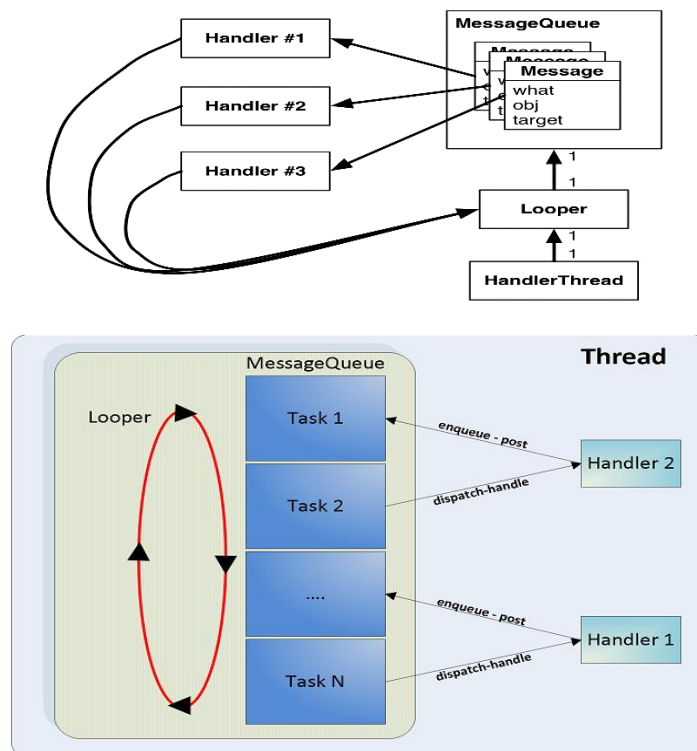 MessageQueue
Handler #1
Message
Message
Message
what
obj
target
Handler #2
Handler #3
1
1
Looper
1
1
HandlerThread
Thread
MessageQueue
Looper
Task 1
enqueue - post
Handler 2
dispatch-handle
Task 2
....
enqueue - post
Handler 1
dispatch-handle
Task N